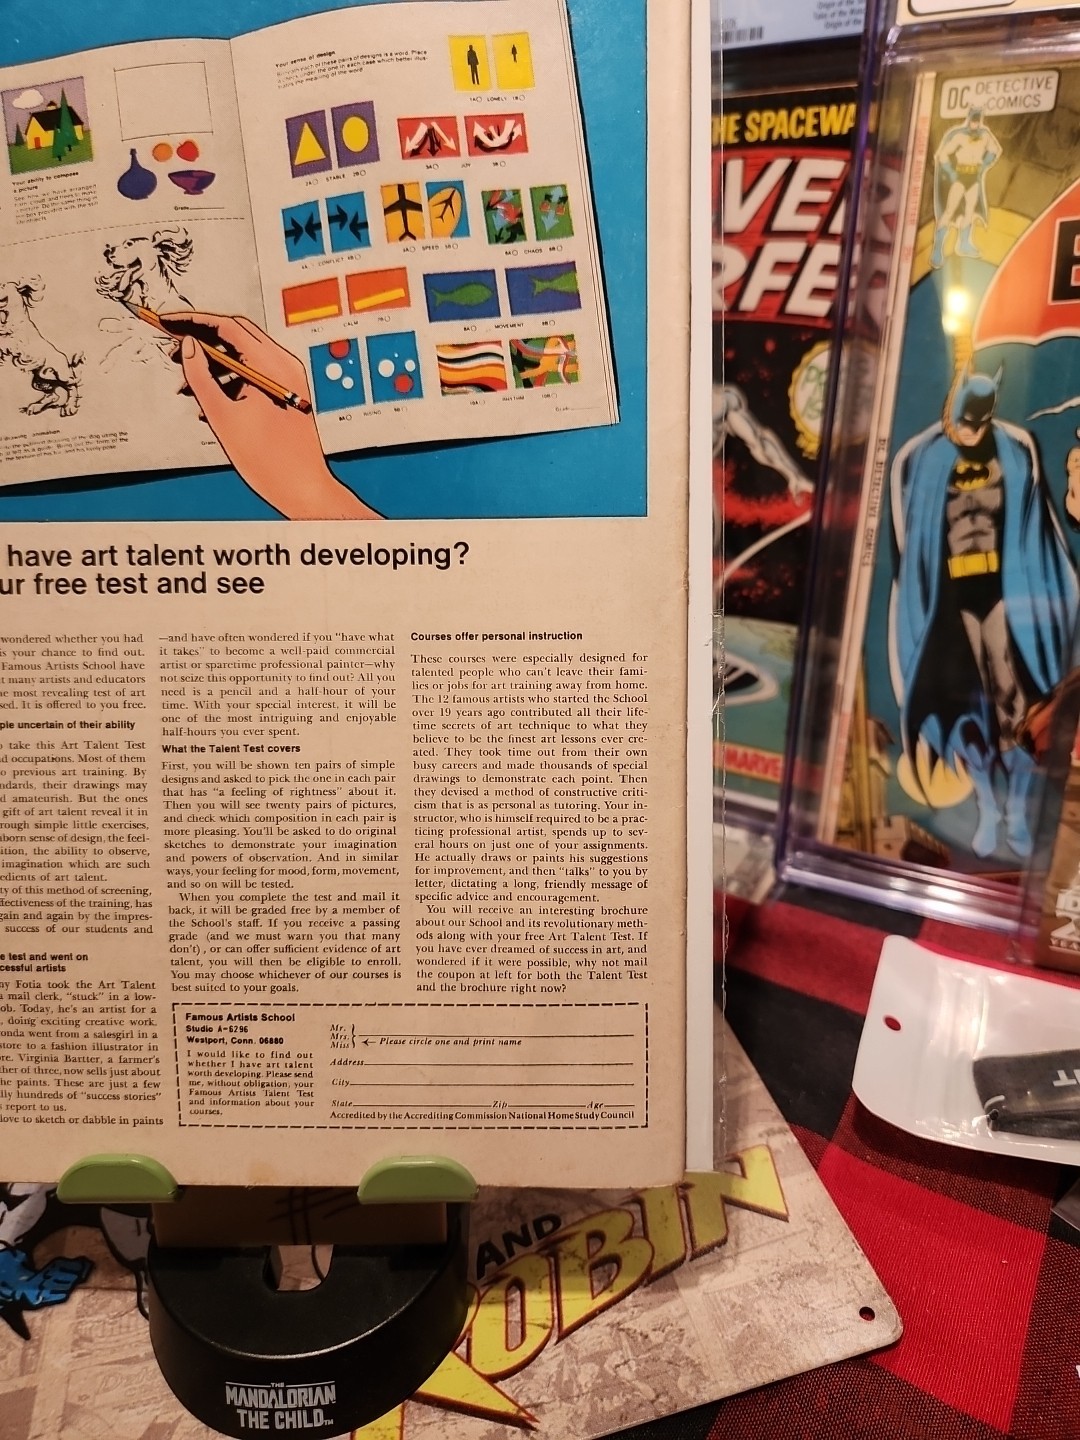 Your sense of design
LONELY
STABLE
JOY
CONFLICT
SPEED
CHAOS
CALM
MOVEMENT
RHYTHM
Your ability to compose
a picture
Grade
have art talent worth developing?
ur free test and see
wondered whether you had
is your chance to find out.
Famous Artists School have
t many artists and educators
e most revealing test of art
sed. It is offered to you free.
ple uncertain of their ability
o take this Art Talent Test
d occupations. Most of them
o previous art training. By
ndards, their drawings may
d amateurish. But the ones
gift of art talent reveal it in
rough simple little exercises,
nborn sense of design, the feel-
ition, the ability to observe,
imagination which are such
edients of art talent.
ty of this method of screening,
ffectiveness of the training, has
gain and again by the impres-
success of our students and
e test and went on
ccessful artists
ny Fotia took the Art Talent
a mail clerk, "stuck" in a low-
ob. Today, he's an artist for a
, doing exciting creative work.
onda went from a salesgirl in a
store to a fashion illustrator in
re. Virginia Bartter, a farmer's
ther of three, now sells just about
he paints. These are just a few
lly hundreds of "success stories"
s report to us.
love to sketch or dabble in paints
—and have often wondered if you "have what
it takes" to become a well-paid commercial
artist or sparetime professional painter—why
not seize this opportunity to find out? All you
need is a pencil and a half-hour of your
time. With your special interest, it will be
one of the most intriguing and enjoyable
half-hours you ever spent.
What the Talent Test covers
First, you will be shown ten pairs of simple
designs and asked to pick the one in each pair
that has "a feeling of rightness" about it.
Then you will see twenty pairs of pictures,
and check which composition in each pair is
more pleasing. You'll be asked to do original
sketches to demonstrate your imagination
and powers of observation. And in similar
ways, your feeling for mood, form, movement,
and so on will be tested.
When you complete the test and mail it
back, it will be graded free by a member of
the School's staff. If you receive a passing
grade (and we must warn you that many
don't), or can offer sufficient evidence of art
talent, you will then be eligible to enroll.
You may choose whichever of our courses is
best suited to your goals.
Courses offer personal instruction
These courses were especially designed for
talented people who can't leave their fami-
lies or jobs for art training away from home.
The 12 famous artists who started the School
over 19 years ago contributed all their life-
time secrets of art technique to what they
believe to be the finest art lessons ever cre-
ated. They took time out from their own
busy careers and made thousands of special
drawings to demonstrate each point. Then
they devised a method of constructive criti-
cism that is as personal as tutoring. Your in-
structor, who is himself required to be a prac-
ticing professional artist, spends up to sev-
eral hours on just one of your assignments.
He actually draws or paints his suggestions
for improvement, and then "talks" to you by
letter, dictating a long, friendly message of
specific advice and encouragement.
You will receive an interesting brochure
about our School and its revolutionary meth-
ods along with your free Art Talent Test. If
you have ever dreamed of success in art, and
wondered if it were possible, why not mail
the coupon at left for both the Talent Test
and the brochure right now?
Famous Artists School
Studio A-6296
Westport, Conn. 06880
I would like to find out
whether I have art talent
worth developing. Please send
me, without obligation, your
Famous Artists Talent Test
and information about your
courses.
Mr.
Mrs.
Miss
Please circle one and print name
Address
City
State Zip Age
Accredited by the Accrediting Commission National Home Study Council
HE SPACEWA
VER
RFE
MARVE
DC DETECTIVE
COMICS
AND
ROBIN
THE
MANDALORIAN
THE CHILD TM